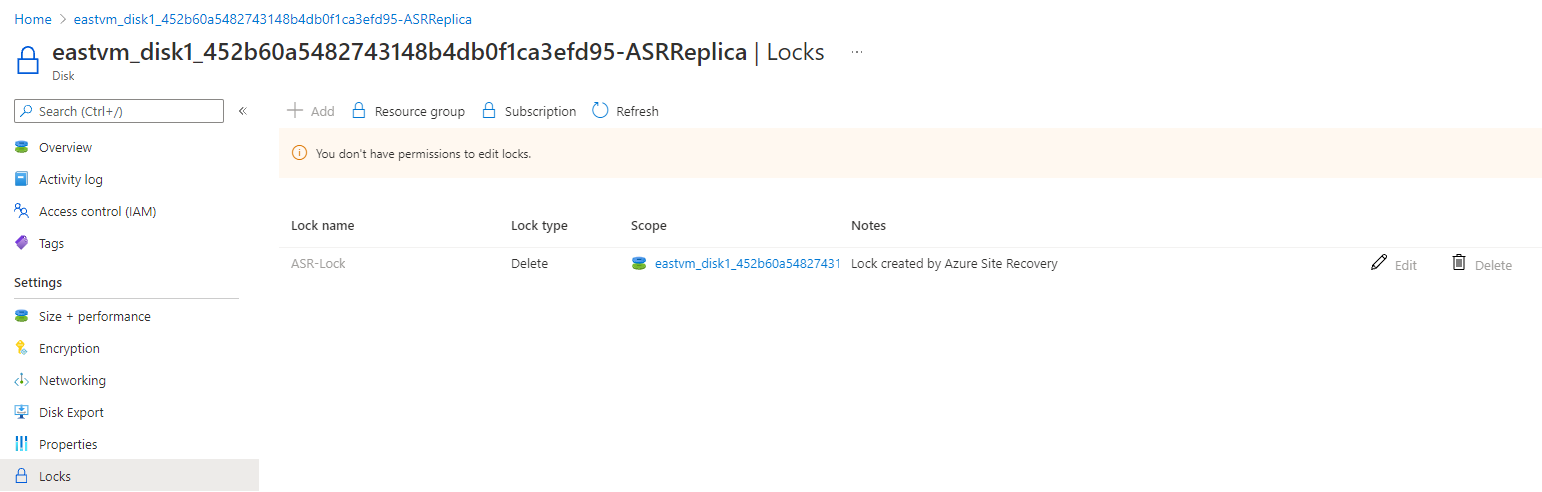 Home > eastvm_disk1_452b60a5482743148b4db0f1ca3efd95-ASRReplica
eastvm_disk1_452b60a5482743148b4db0f1ca3efd95-ASRReplica | Locks ...
Disk
Search (Ctrl+/) «
Add Resource group Subscription Refresh
You don't have permissions to edit locks.
Overview
Activity log
Access control (IAM)
Tags
Settings
Size + performance
Encryption
Networking
Disk Export
Properties
Locks
Lock name Lock type Scope Notes
ASR-Lock Delete eastvm_disk1_452b60a54827431 Lock created by Azure Site Recovery Edit Delete